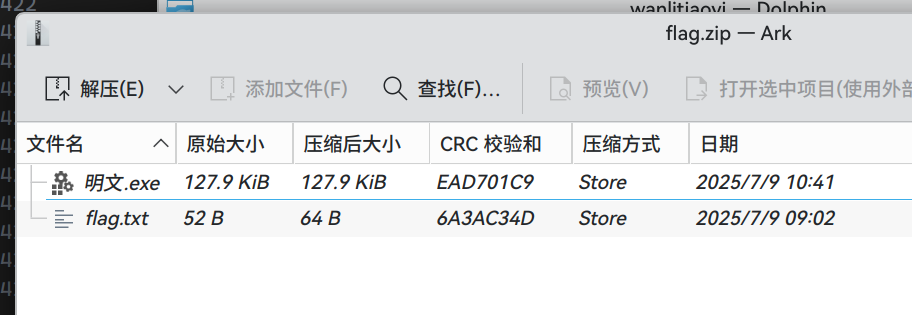 422
wanlitiaoyi — Dolphin
flag.zip — Ark
解压(E) 添加文件(F) 查找(F)... 预览(V) 打开选中项目(使用外部
文件名 原始大小 压缩后大小 CRC 校验和 压缩方式 日期
明文.exe 127.9 KiB 127.9 KiB EAD701C9 Store 2025/7/9 10:41
flag.txt 52 B 64 B 6A3AC34D Store 2025/7/9 09:02